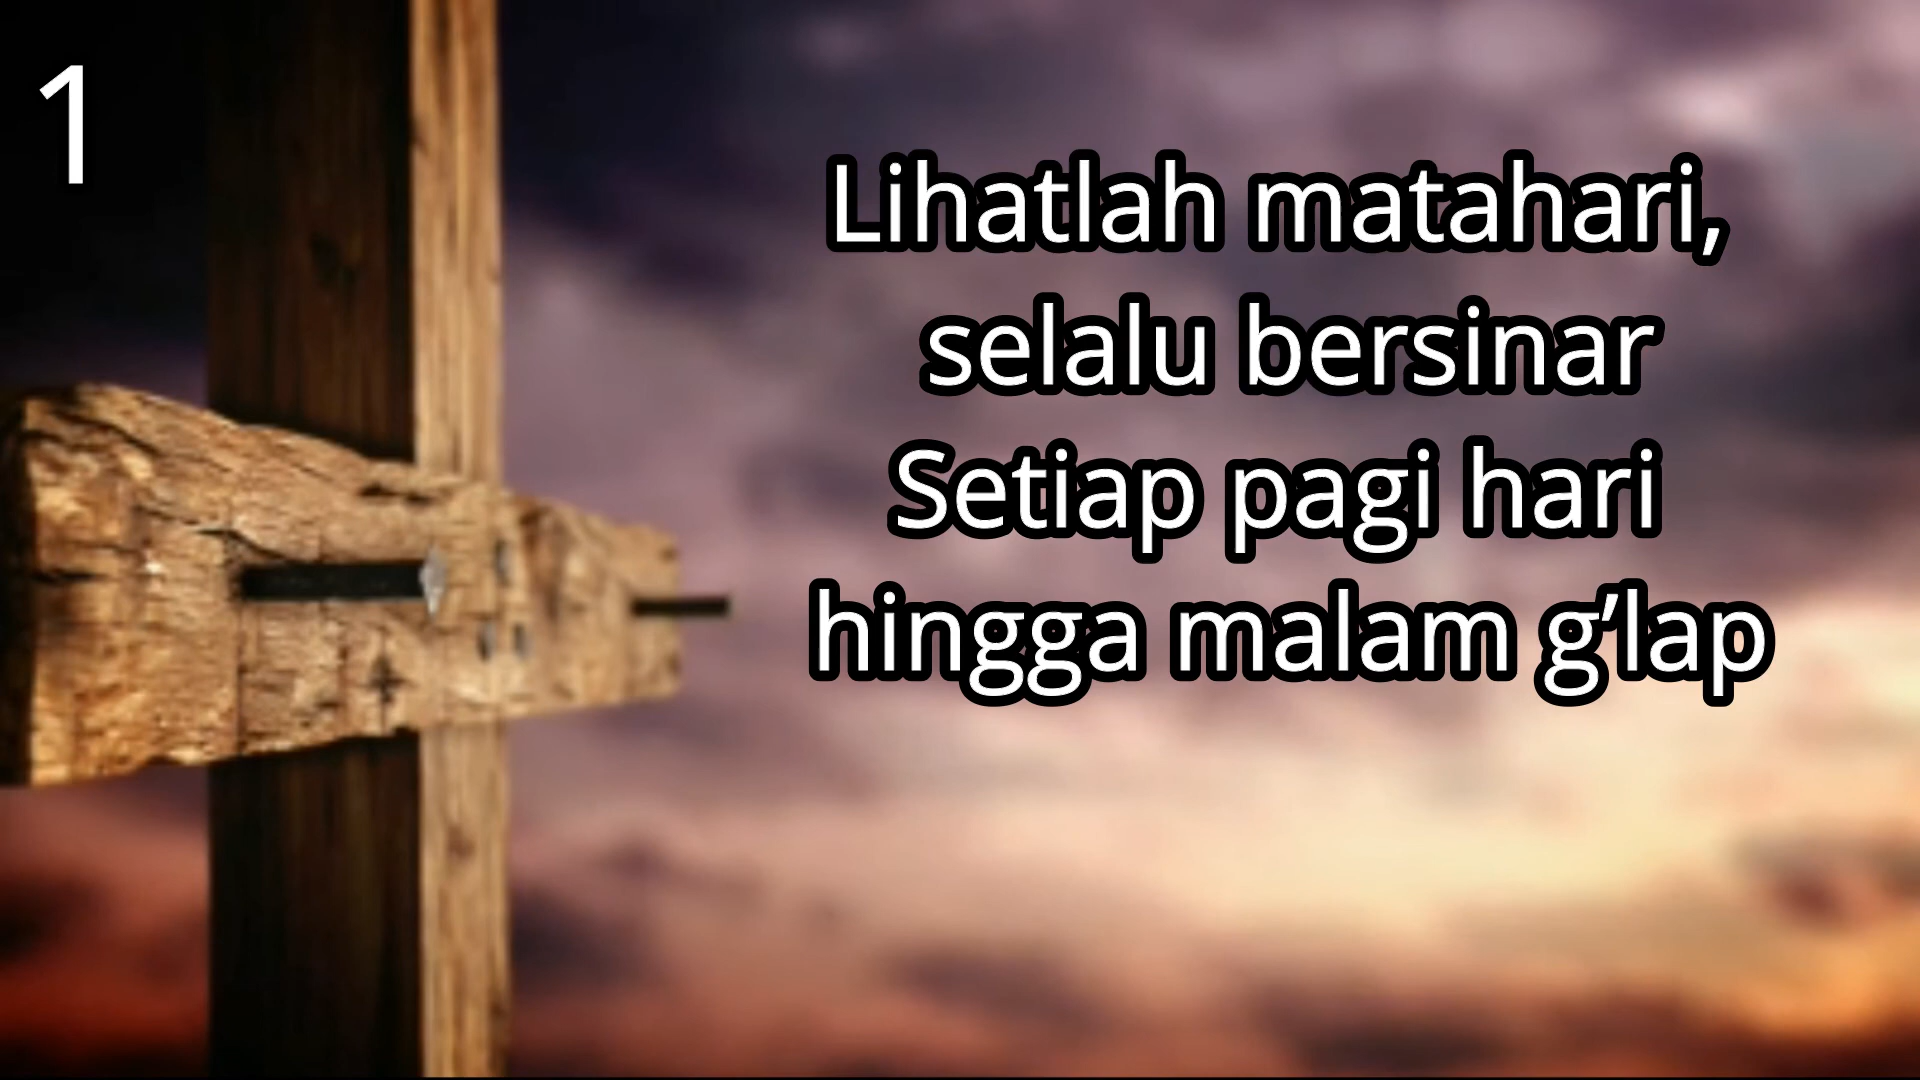 1
Lihatlah matahari,
selalu bersinar
Setiap pagi hari
hingga malam g’lap